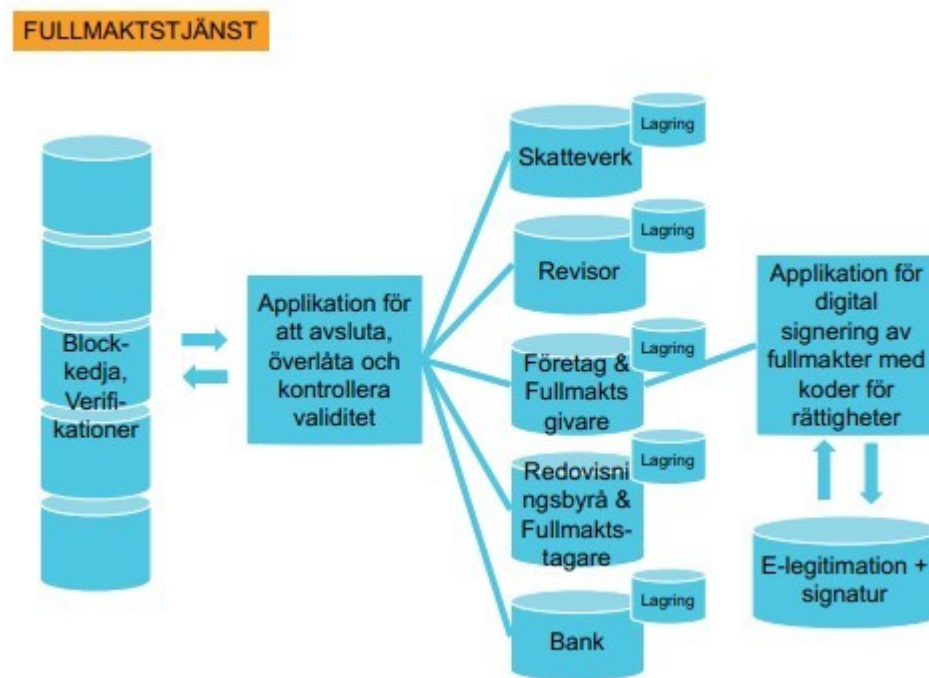 FULLMAKTSTJÄNST
Block-
kedja,
Verifi-
kationer
Applikation för
att avsluta,
överlåta och
kontrollera
validitet
Skatteverk
Lagring
Revisor
Lagring
Företag &
Fullmakts
givare
Lagring
Redovisni
ngsbyrå &
Fullmakts-
tagare
Lagring
Bank
Lagring
Applikation för
digital
signering av
fullmakter med
koder för
rättigheter
E-legitimation +
signatur